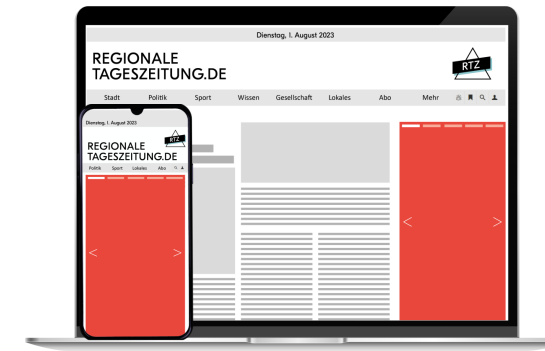 Dienstag, 1. August 2023
REGIONALE
TAGESZEITUNG.DE
RTZ
Stadt Politik Sport Wissen Gesellschaft Lokales Abo Mehr
< >
Dienstag, 1. August 2023
REGIONALE
TAGESZEITUNG.DE
RTZ
Politik Sport Lokales Abo
< >